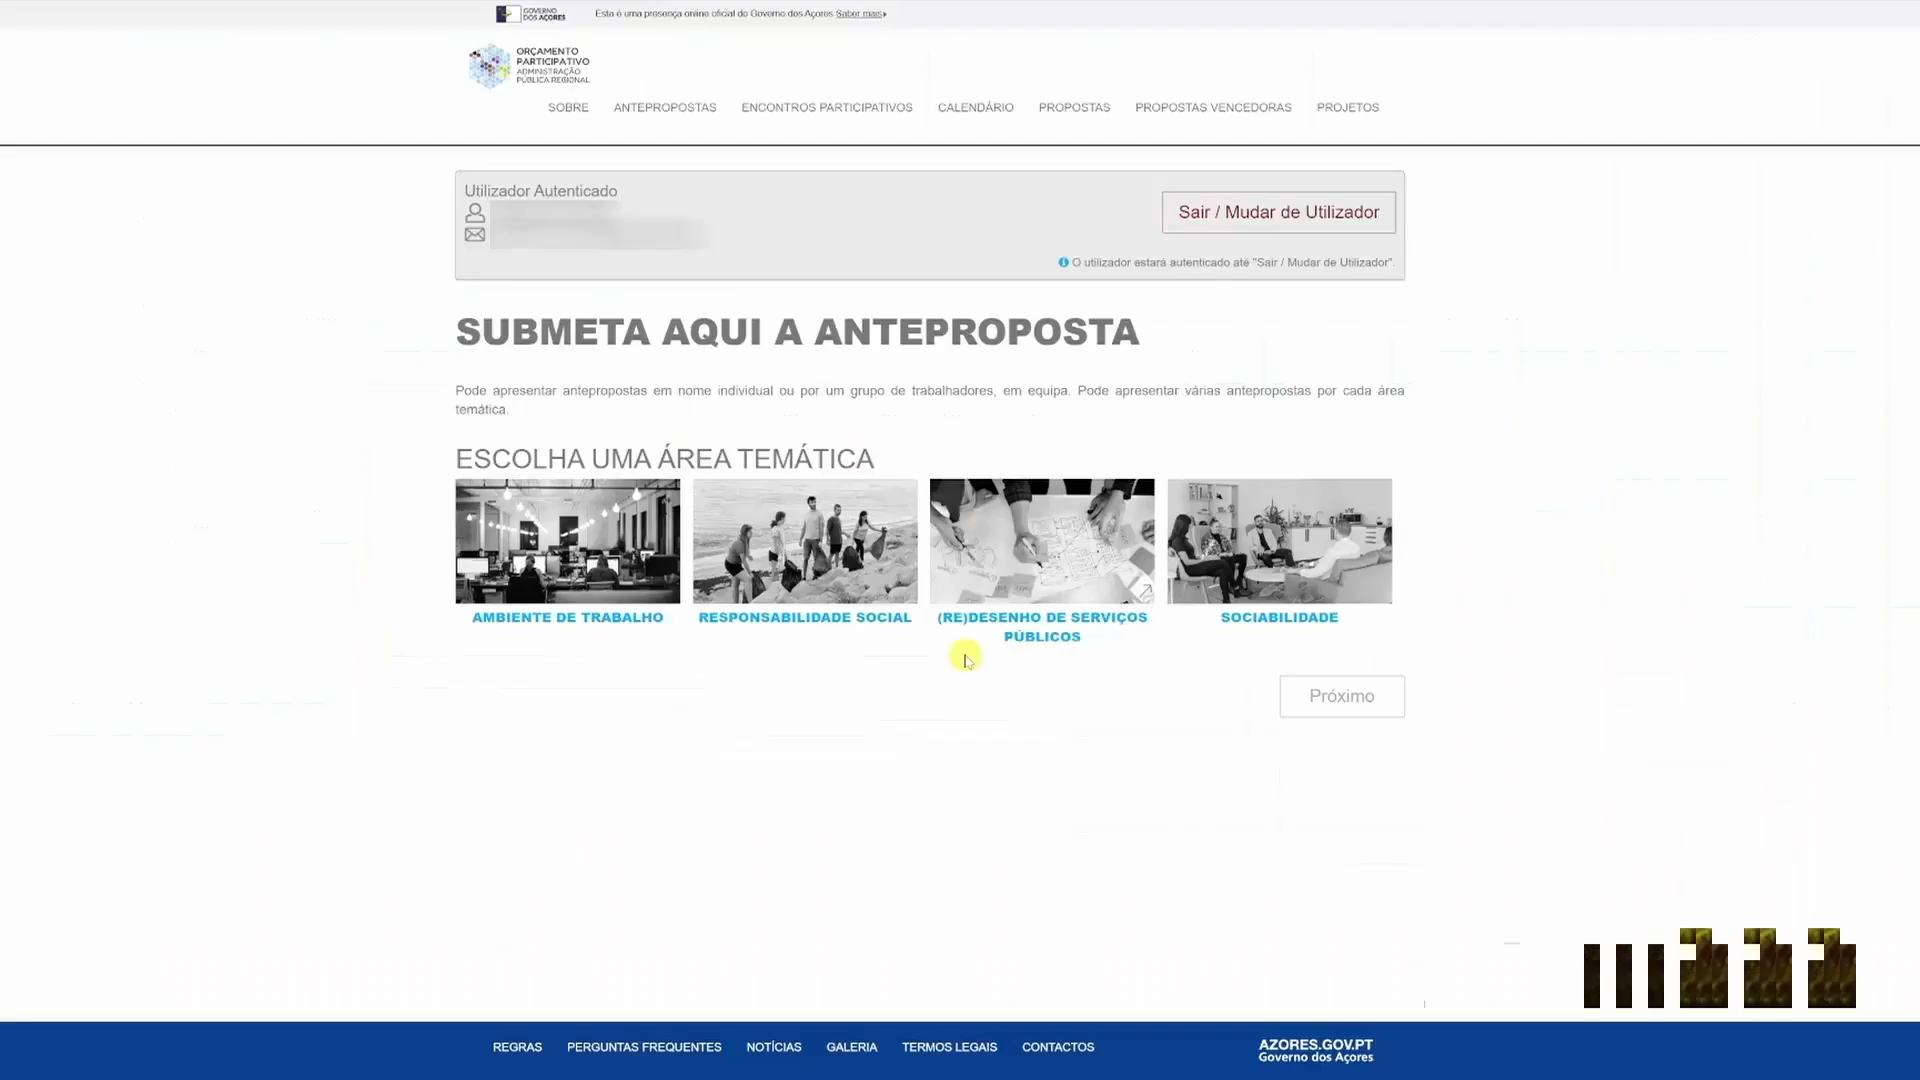 GOVERNO
DOS AÇORES
Esta é uma presença online oficial do Governo dos Açores Saber mais
ORÇAMENTO
PARTICIPATIVO
ADMINISTRAÇÃO
PÚBLICA REGIONAL
SOBRE ANTEPROPOSTAS ENCONTROS PARTICIPATIVOS CALENDÁRIO PROPOSTAS PROPOSTAS VENCEDORAS PROJETOS
Utilizador Autenticado
Sair / Mudar de Utilizador
O utilizador estará autenticado até "Sair / Mudar de Utilizador".
SUBMETA AQUI A ANTEPROPOSTA
Pode apresentar antepropostas em nome individual ou por um grupo de trabalhadores, em equipa. Pode apresentar várias antepropostas por cada área
temática.
ESCOLHA UMA ÁREA TEMÁTICA
AMBIENTE DE TRABALHO
RESPONSABILIDADE SOCIAL
(RE)DESENHO DE SERVIÇOS
PÚBLICOS
SOCIABILIDADE
Próximo
REGRAS PERGUNTAS FREQUENTES NOTÍCIAS GALERIA TERMOS LEGAIS CONTACTOS
AZORES.GOV.PT
Governo dos Açores